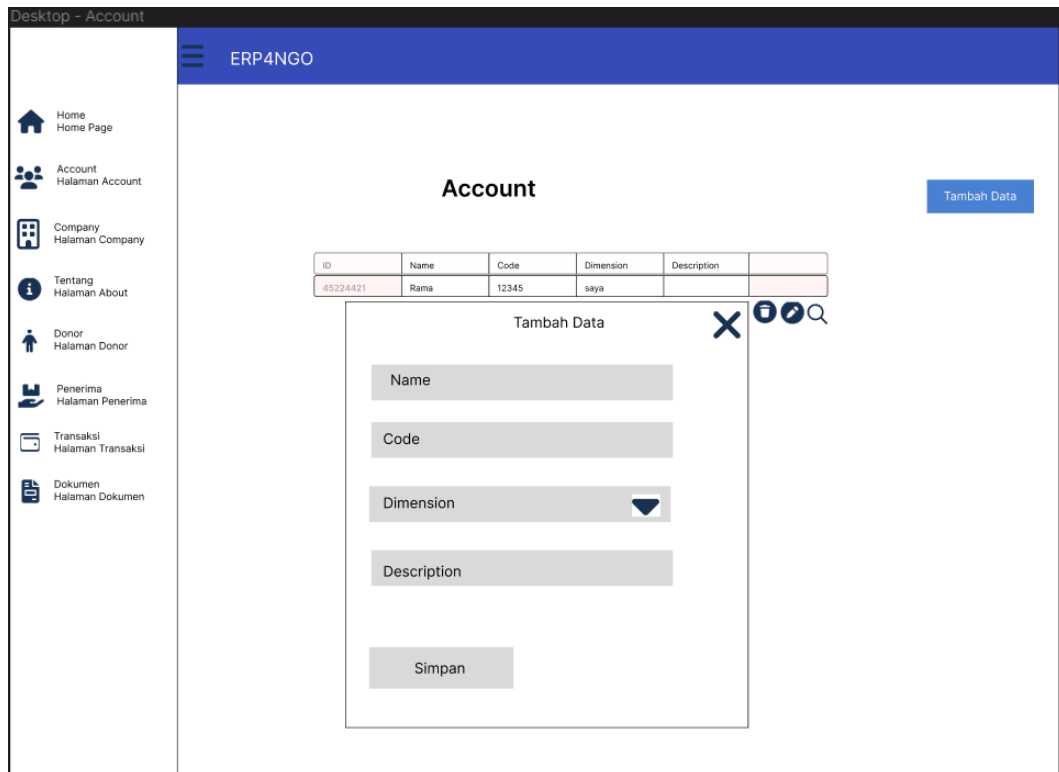 Desktop - Account
ERP4NGO
Home
Home Page
Account
Halaman Account
Company
Halaman Company
Tentang
Halaman About
Donor
Halaman Donor
Penerima
Halaman Penerima
Transaksi
Halaman Transaksi
Dokumen
Halaman Dokumen
Account
Tambah Data
ID Name Code Dimension Description
45224421 Rama 12345 saya
Tambah Data
Name
Code
Dimension
Description
Simpan